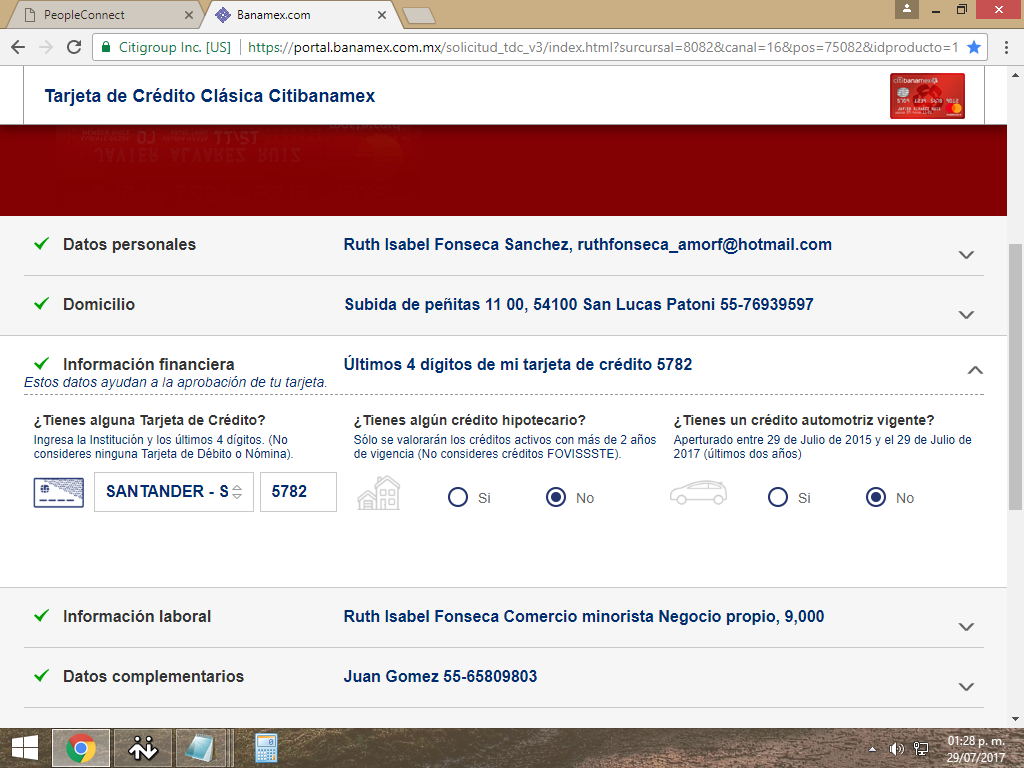 PeopleConnect
Banamex.com
Citigroup Inc. [US] https://portal.banamex.com.mx/solicitud_tdc_v3/index.html?surcursal=8082&canal=16&pos=75082&idproducto=1
Tarjeta de Crédito Clásica Citibanamex
citibanamex
JAVIER ALVAREZ RUIZ
Datos personales
Ruth Isabel Fonseca Sanchez, ruthfonseca_amorf@hotmail.com
Domicilio
Subida de peñitas 11 00, 54100 San Lucas Patoni 55-76939597
Información financiera
Últimos 4 dígitos de mi tarjeta de crédito 5782
Estos datos ayudan a la aprobación de tu tarjeta.
¿Tienes alguna Tarjeta de Crédito?
Ingresa la Institución y los últimos 4 dígitos. (No
consideres ninguna Tarjeta de Débito o Nómina).
SANTANDER - S
5782
¿Tienes algún crédito hipotecario?
Sólo se valorarán los créditos activos con más de 2 años
de vigencia (No consideres créditos FOVISSSTE).
Si
No
¿Tienes un crédito automotriz vigente?
Aperturado entre 29 de Julio de 2015 y el 29 de Julio de
2017 (últimos dos años)
Si
No
Información laboral
Ruth Isabel Fonseca Comercio minorista Negocio propio, 9,000
Datos complementarios
Juan Gomez 55-65809803
01:28 p. m.
29/07/2017